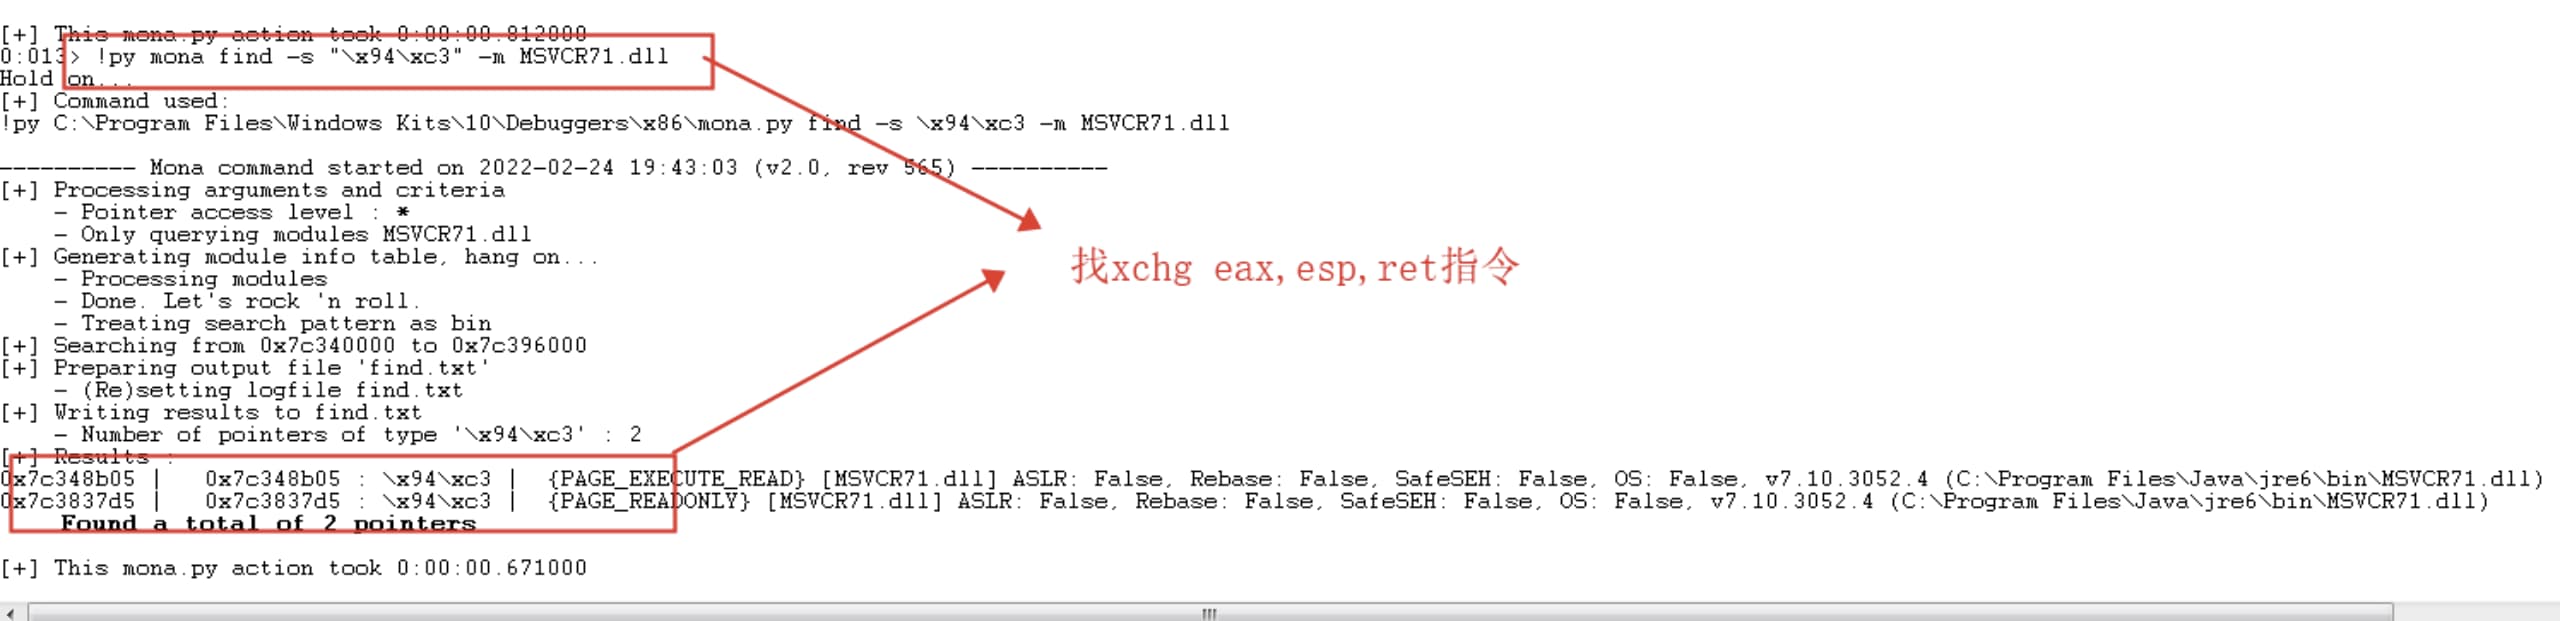 [+] This mona.py action took 0:00:00.812000
0:013> !py mona find -s "\x94\xc3" -m MSVCR71.dll
Hold on...
[+] Command used:
!py C:\Program Files\Windows Kits\10\Debuggers\x86\mona.py find -s \x94\xc3 -m MSVCR71.dll
---------- Mona command started on 2022-02-24 19:43:03 (v2.0, rev 565) ----------
[+] Processing arguments and criteria
- Pointer access level : *
- Only querying modules MSVCR71.dll
[+] Generating module info table, hang on...
- Processing modules
- Done. Let's rock 'n roll.
- Treating search pattern as bin
[+] Searching from 0x7c340000 to 0x7c396000
[+] Preparing output file 'find.txt'
- (Re)setting logfile find.txt
[+] Writing results to find.txt
- Number of pointers of type '\x94\xc3' : 2
[+] Results :
0x7c348b05 | 0x7c348b05 : \x94\xc3 | {PAGE_EXECUTE_READ} [MSVCR71.dll] ASLR: False, Rebase: False, SafeSEH: False, OS: False, v7.10.3052.4 (C:\Program Files\Java\jre6\bin\MSVCR71.dll)
0x7c3837d5 | 0x7c3837d5 : \x94\xc3 | {PAGE_READONLY} [MSVCR71.dll] ASLR: False, Rebase: False, SafeSEH: False, OS: False, v7.10.3052.4 (C:\Program Files\Java\jre6\bin\MSVCR71.dll)
Found a total of 2 pointers
[+] This mona.py action took 0:00:00.671000
找xchg eax,esp,ret指令